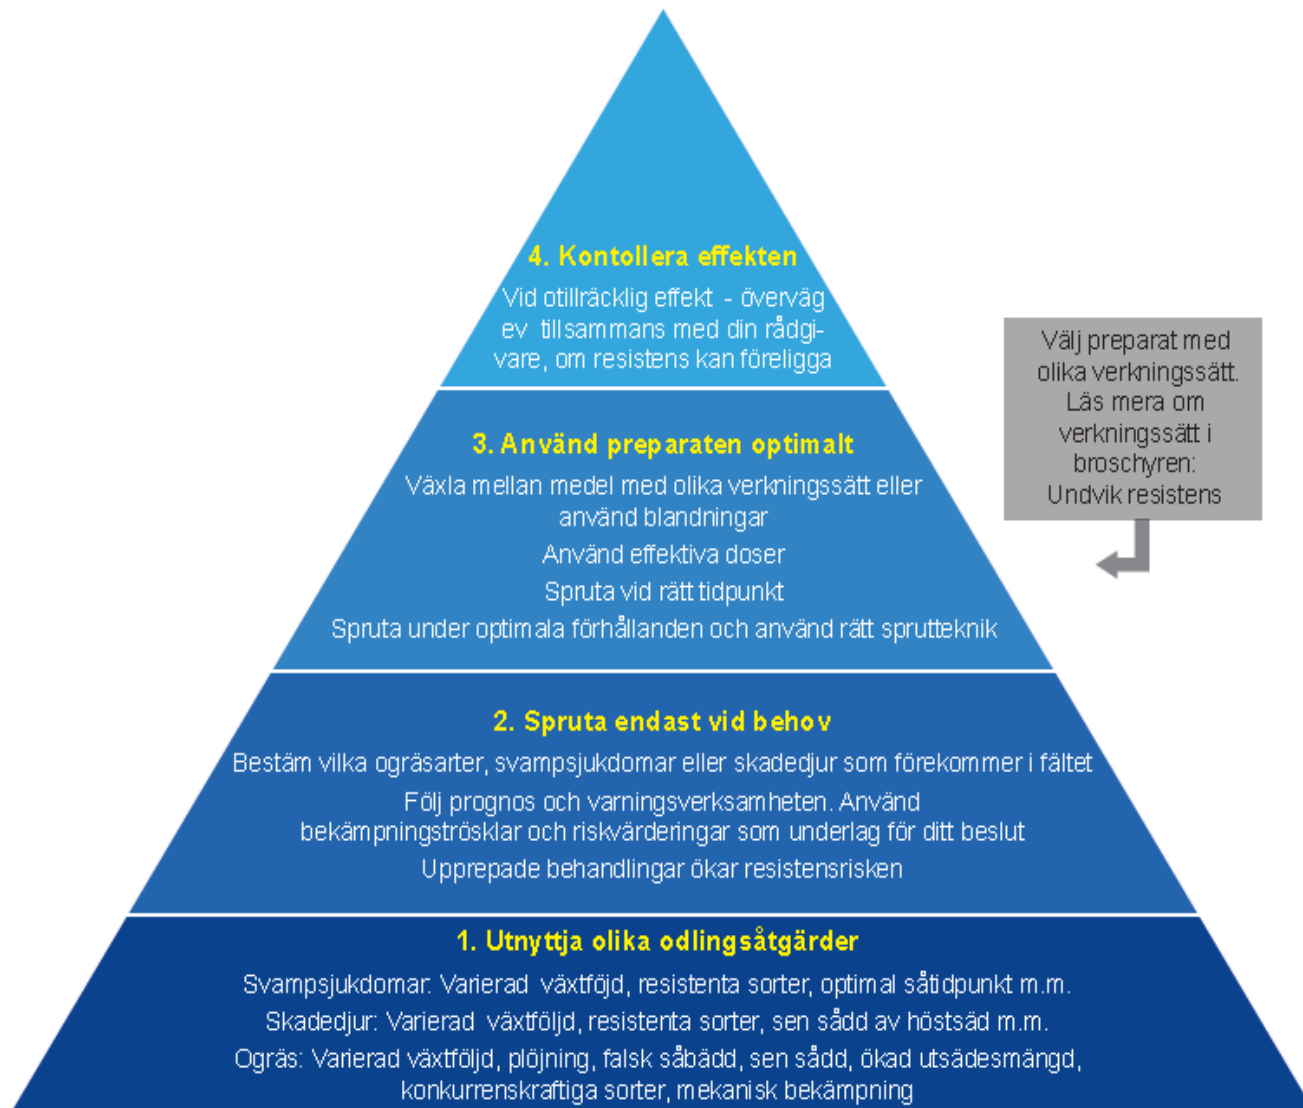 4. Kontollera effekten
Vid otillräcklig effekt - överväg
ev tillsammans med din rådgi-
vare, om resistens kan föreligga
Välj preparat med
olika verkningssätt.
Läs mera om
verkningssätt i
broschyren:
Undvik resistens
3. Använd preparaten optimalt
Växla mellan medel med olika verkningssätt eller
använd blandningar
Använd effektiva doser
Spruta vid rätt tidpunkt
Spruta under optimala förhållanden och använd rätt sprutteknik
2. Spruta endast vid behov
Bestäm vilka ogräsarter, svampsjukdomar eller skadedjur som förekommer i fältet
Följ prognos och varningsverksamheten. Använd
bekämpningströsklar och riskvärderingar som underlag för ditt beslut
Upprepade behandlingar ökar resistensrisken
1. Utnyttja olika odlingsåtgärder
Svampsjukdomar: Varierad växtföjd, resistenta sorter, optimal såtidpunkt m.m.
Skadedjur: Varierad växtföljd, resistenta sorter, sen sådd av höstsäd m.m.
Ogräs: Varierad växtföljd, plöjning, falsk såbädd, sen sådd, ökad utsädesmängd,
konkurrenskraftiga sorter, mekanisk bekämpning